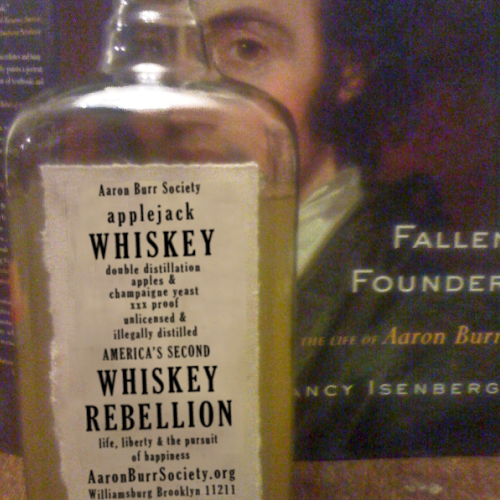 Aaron Burr Society
applejack
WHISKEY
double distillation
apples &
champaigne yeast
xxx proof
unlicensed &
illegally distilled
AMERICA'S SECOND
WHISKEY
REBELLION
life, liberty & the pursuit
of happiness
AaronBurrSociety.org
Williamsburg Brooklyn 11211
FALLEN
FOUNDER
THE LIFE OF Aaron Burr
ANCY ISENBERG